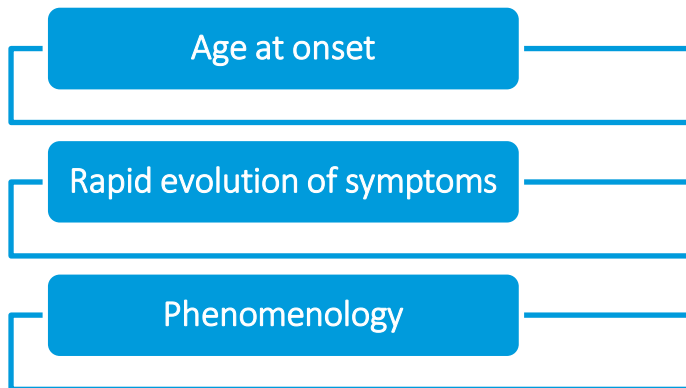 Age at onset
Rapid evolution of symptoms
Phenomenology